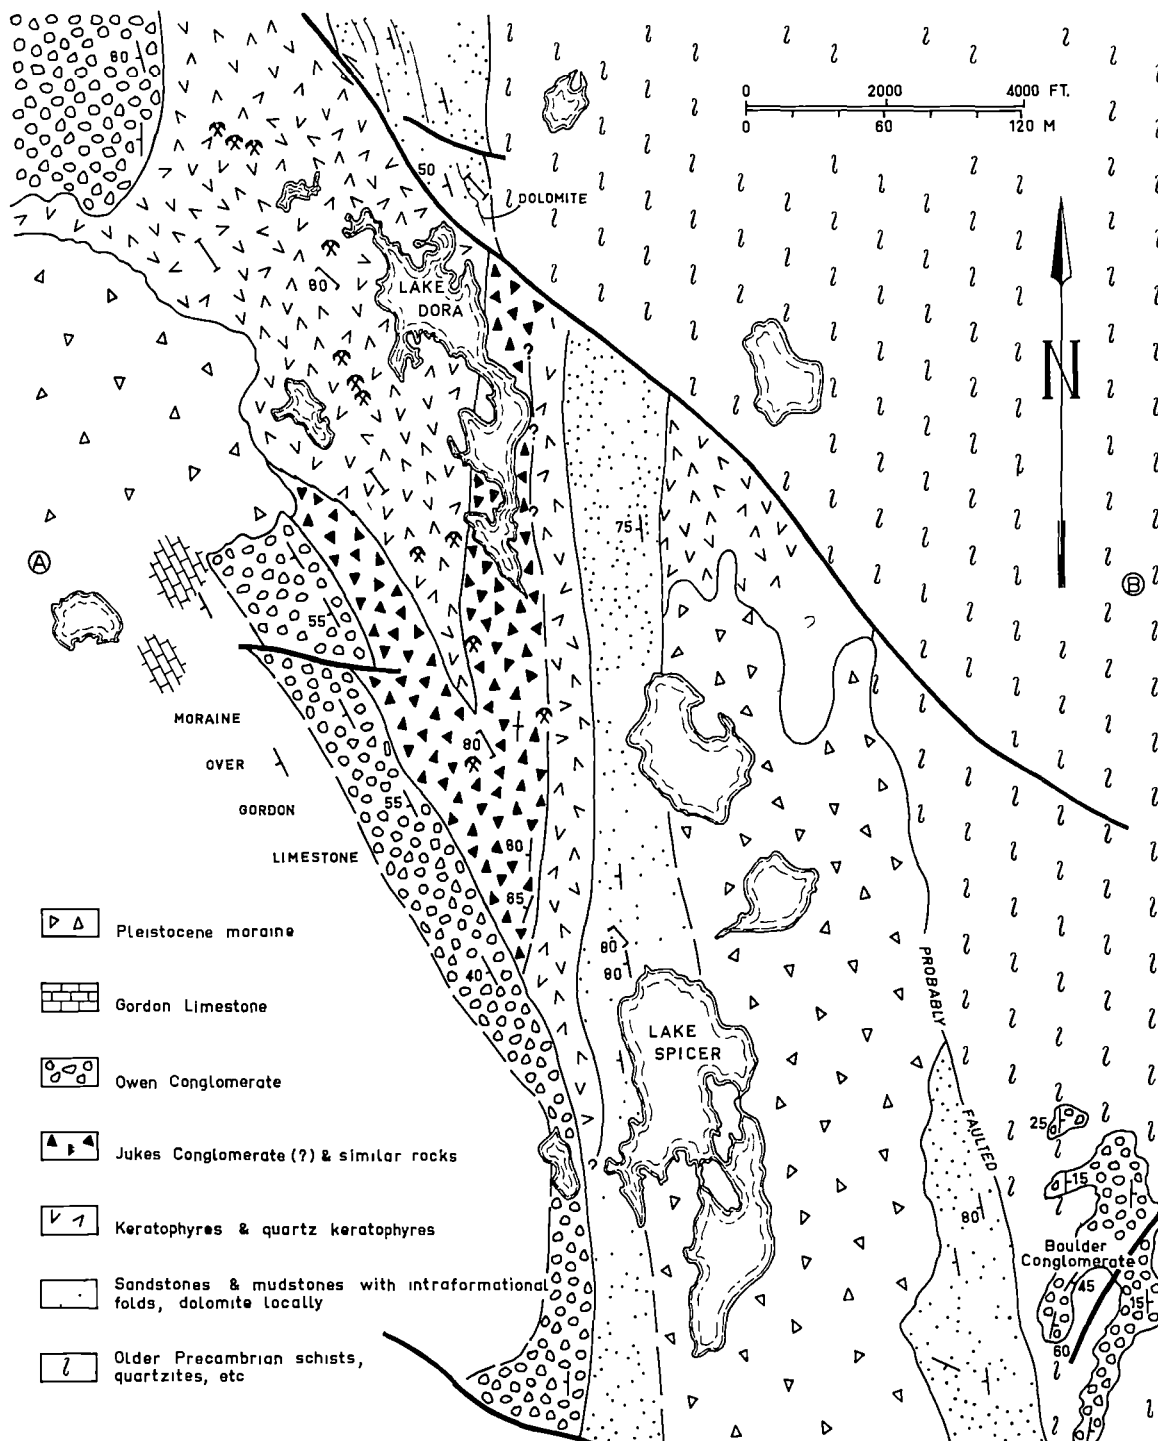 80
0 2000 4000 FT.
0 60 120 M
50
DOLOMITE
80
LAKE
DORA
?
N
?
75
?
A
B
55
MORAINE
80
OVER
55
GORDON
LIMESTONE
80
65
Pleistocene moraine
80
PROBABLY
40
80
Gordon Limestone
LAKE
SPICER
Owen Conglomerate
FAULTED
25
Jukes Conglomerate (?) & similar rocks
?
15
80
Keratophyres & quartz keratophyres
Boulder
Conglomerate
Sandstones & mudstones with intraformational
folds, dolomite locally
45
15
60
Older Precambrian schists,
quartzites, etc